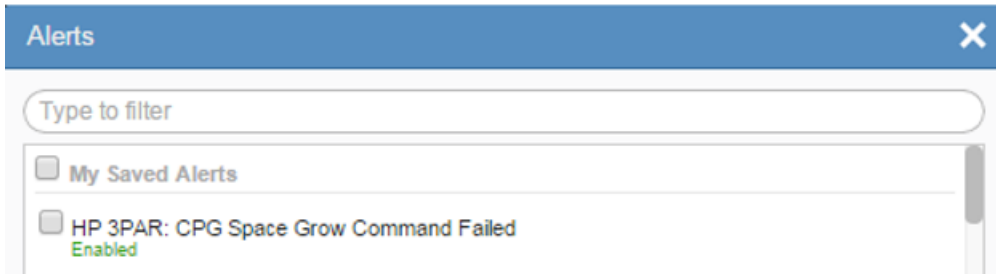 Alerts
Type to filter
My Saved Alerts
HP 3PAR: CPG Space Grow Command Failed
Enabled